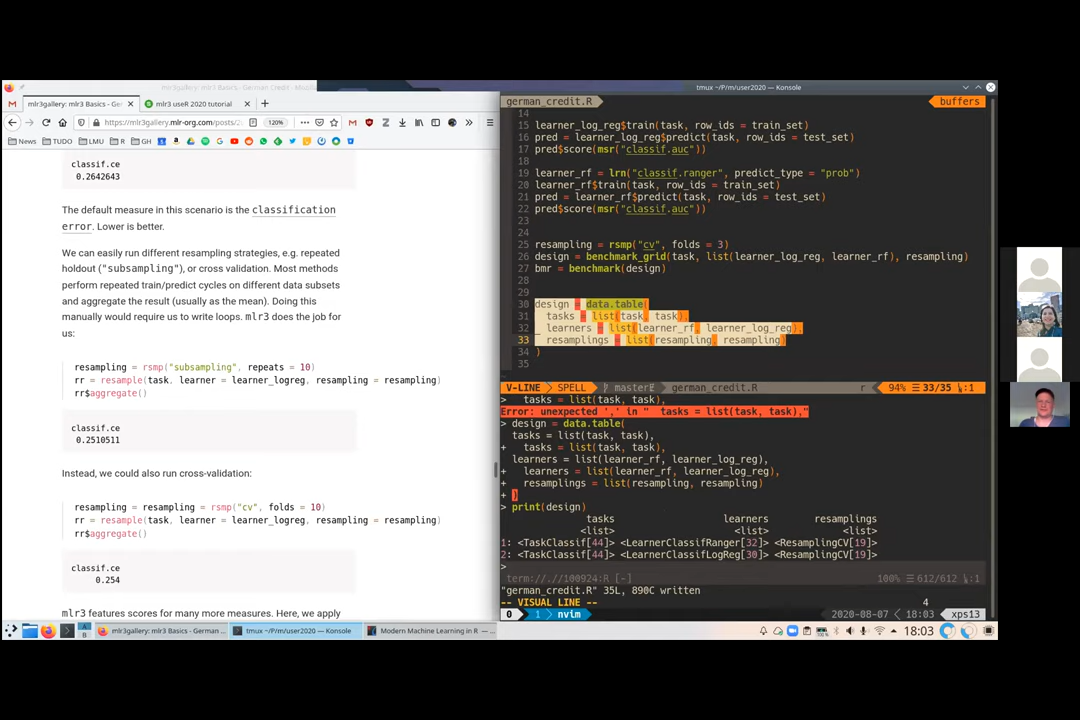 mlr3gallery: mlr3 Basics - Ge
mlr3 useR 2020 tutorial
https://mlr3gallery.mlr-org.com/posts/2
120%
News
TUDO
LMU
R
GH
classif.ce
0.2642643
The default measure in this scenario is the classification
error. Lower is better.
We can easily run different resampling strategies, e.g. repeated
holdout ("subsampling"), or cross validation. Most methods
perform repeated train/predict cycles on different data subsets
and aggregate the result (usually as the mean). Doing this
manually would require us to write loops. mlr3 does the job for
us:
resampling = rsmp("subsampling", repeats = 10)
rr = resample(task, learner = learner_logreg, resampling = resampling)
rr$aggregate()
classif.ce
0.2510511
Instead, we could also run cross-validation:
resampling = resampling = rsmp("cv", folds = 10)
rr = resample(task, learner = learner_logreg, resampling = resampling)
rr$aggregate()
classif.ce
0.254
mlr3 features scores for many more measures. Here, we apply
mlr3gallery: mlr3 Basics - German ...
tmux ~/P/m/user2020 — Konsole
Modern Machine Learning in R — ...
tmux ~/P/m/user2020 — Konsole
german_credit.R
buffers
14
15 learner_log_reg$train(task, row_ids = train_set)
16 pred = learner_log_reg$predict(task, row_ids = test_set)
17 pred$score(msr("classif.auc"))
18
19 learner_rf = lrn("classif.ranger", predict_type = "prob")
20 learner_rf$train(task, row_ids = train_set)
21 pred = learner_rf$predict(task, row_ids = test_set)
22 pred$score(msr("classif.auc"))
23
24
25 resampling = rsmp("cv", folds = 3)
26 design = benchmark_grid(task, list(learner_log_reg, learner_rf), resampling)
27 bmr = benchmark(design)
28
29
30 design = data.table(
31 tasks = list(task, task),
32 learners = list(learner_rf, learner_log_reg),
33 resamplings = list(resampling, resampling)
34 )
35
V-LINE SPELL master german_credit.R r 94% 33/35 :1
> tasks = list(task, task),
Error: unexpected ',' in " tasks = list(task, task),"
> design = data.table(
tasks = list(task, task),
+ tasks = list(task, task),
learners = list(learner_rf, learner_log_reg),
+ learners = list(learner_rf, learner_log_reg),
+ resamplings = list(resampling, resampling)
+ )
> print(design)
tasks learners resamplings
<list> <list> <list>
1: <TaskClassif[44]> <LearnerClassifRanger[32]> <ResamplingCV[19]>
2: <TaskClassif[44]> <LearnerClassifLogReg[30]> <ResamplingCV[19]>
>
term://.//100924:R [-] 100% 612/612 :1
"german_credit.R" 35L, 890C written
-- VISUAL LINE -- 4
0 1 nvim 2020-08-07 18:03 xps13
18:03